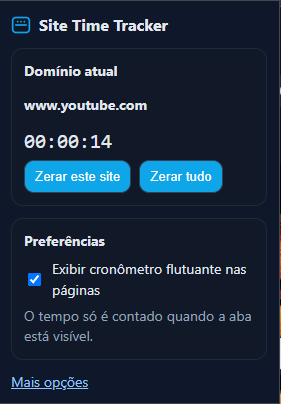 Site Time Tracker
Domínio atual
www.youtube.com
00:00:14
Zerar este site
Zerar tudo
Preferências
Exibir cronômetro flutuante nas
páginas
O tempo só é contado quando a aba
está visível.
Mais opções